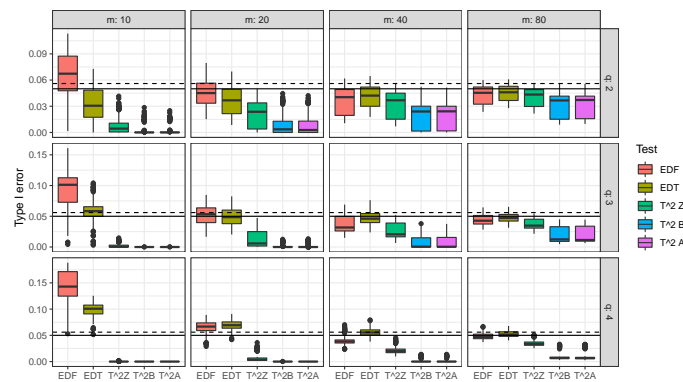 m: 10
m: 20
m: 40
m: 80
Type I error
0.09
0.06
0.03
0.00
q: 2
0.15
0.10
0.05
0.00
q: 3
0.15
0.10
0.05
0.00
q: 4
EDF EDT T^2Z T^2B T^2A
EDF EDT T^2Z T^2B T^2A
EDF EDT T^2Z T^2B T^2A
EDF EDT T^2Z T^2B T^2A
Test
EDF
EDT
T^2 Z
T^2 B
T^2 A